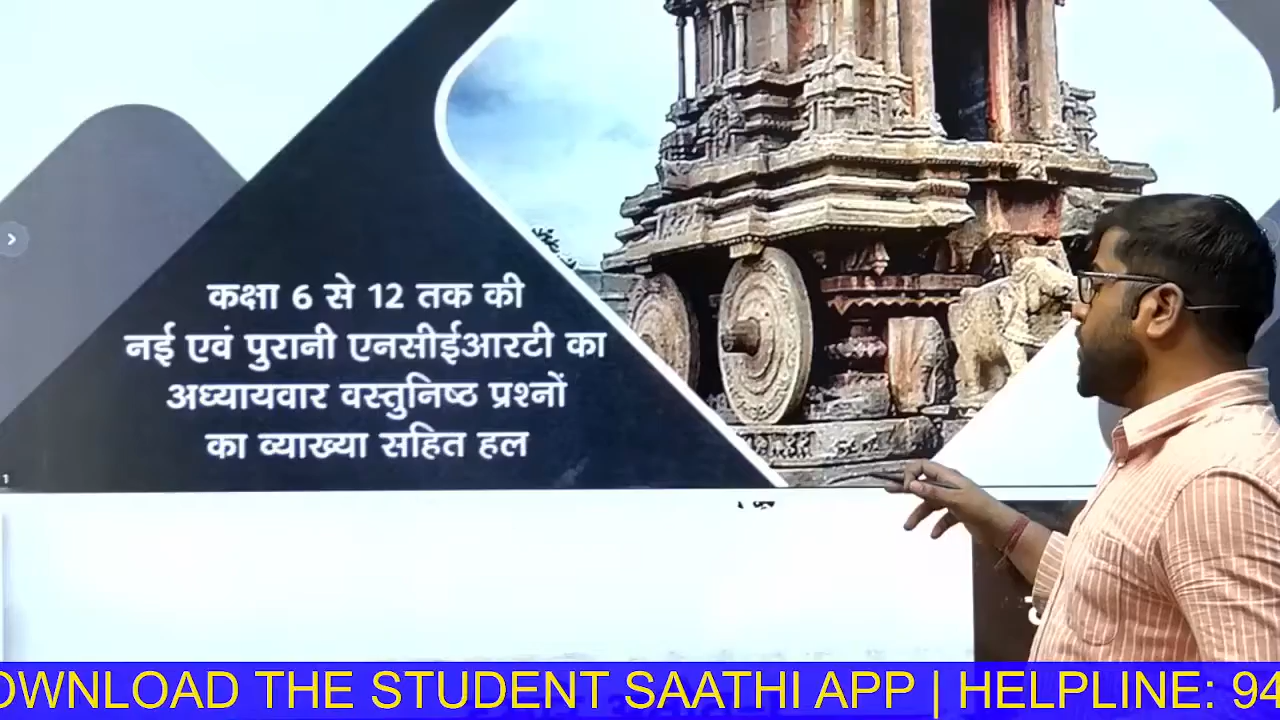 कक्षा 6 से 12 तक की
नई एवं पुरानी एनसीईआरटी का
अध्यायवार वस्तुनिष्ठ प्रश्नों
का व्याख्या सहित हल
1
OWNLOAD THE STUDENT SAATHI APP | HELPLINE: 94